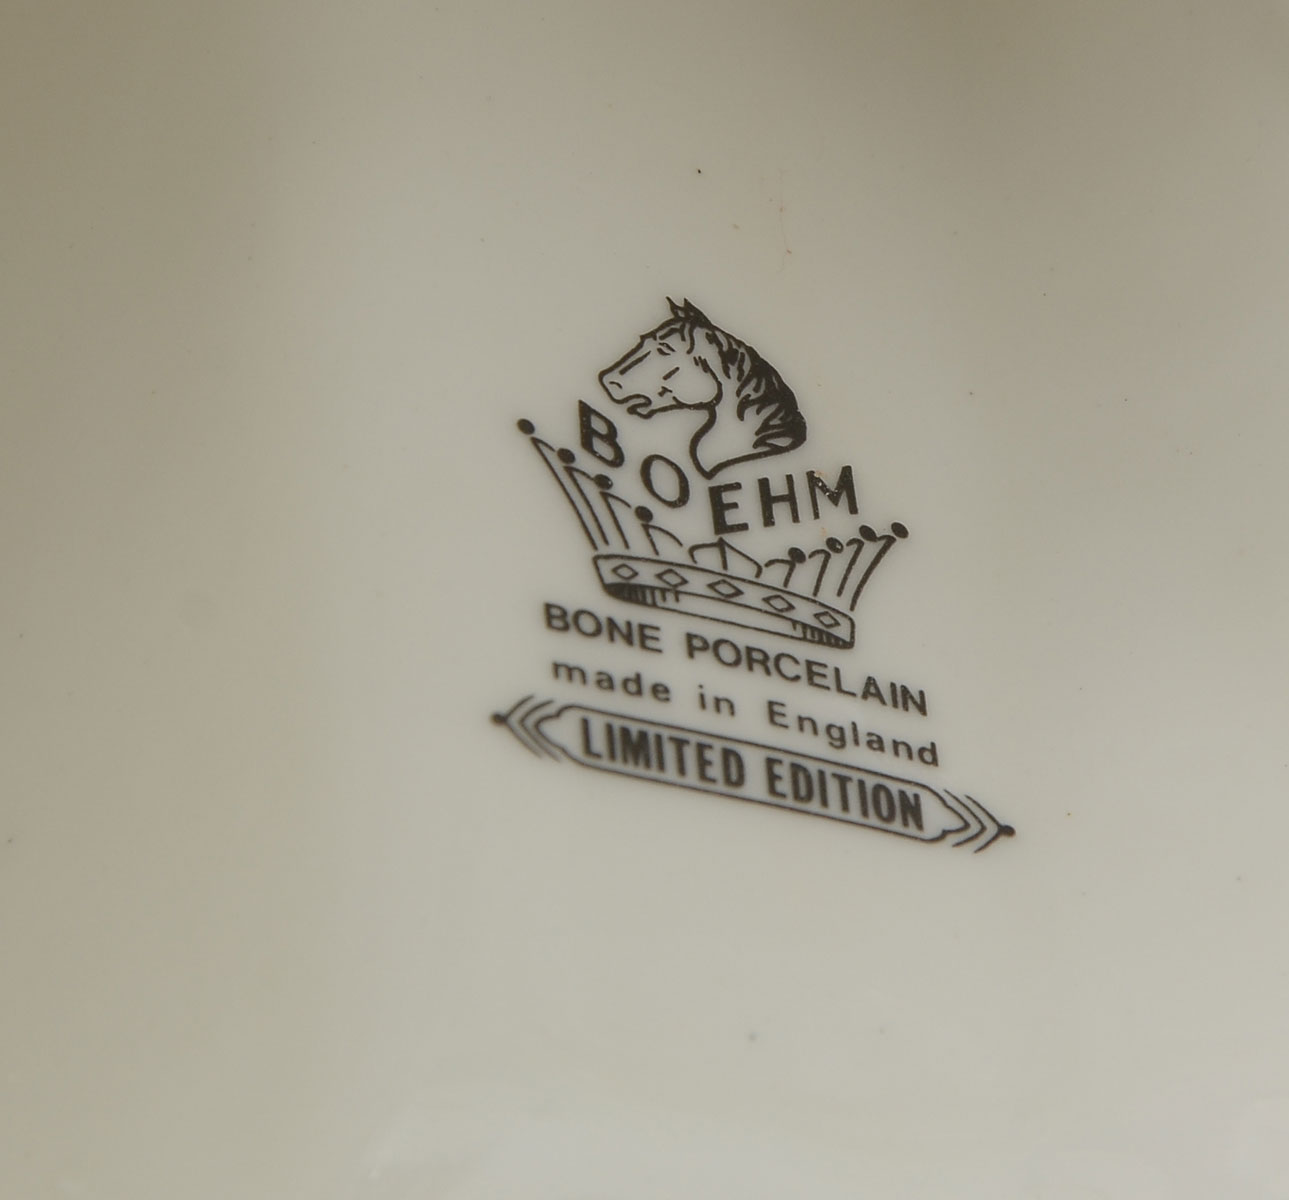 BOEHM
BONE PORCELAIN
made in England
LIMITED EDITION